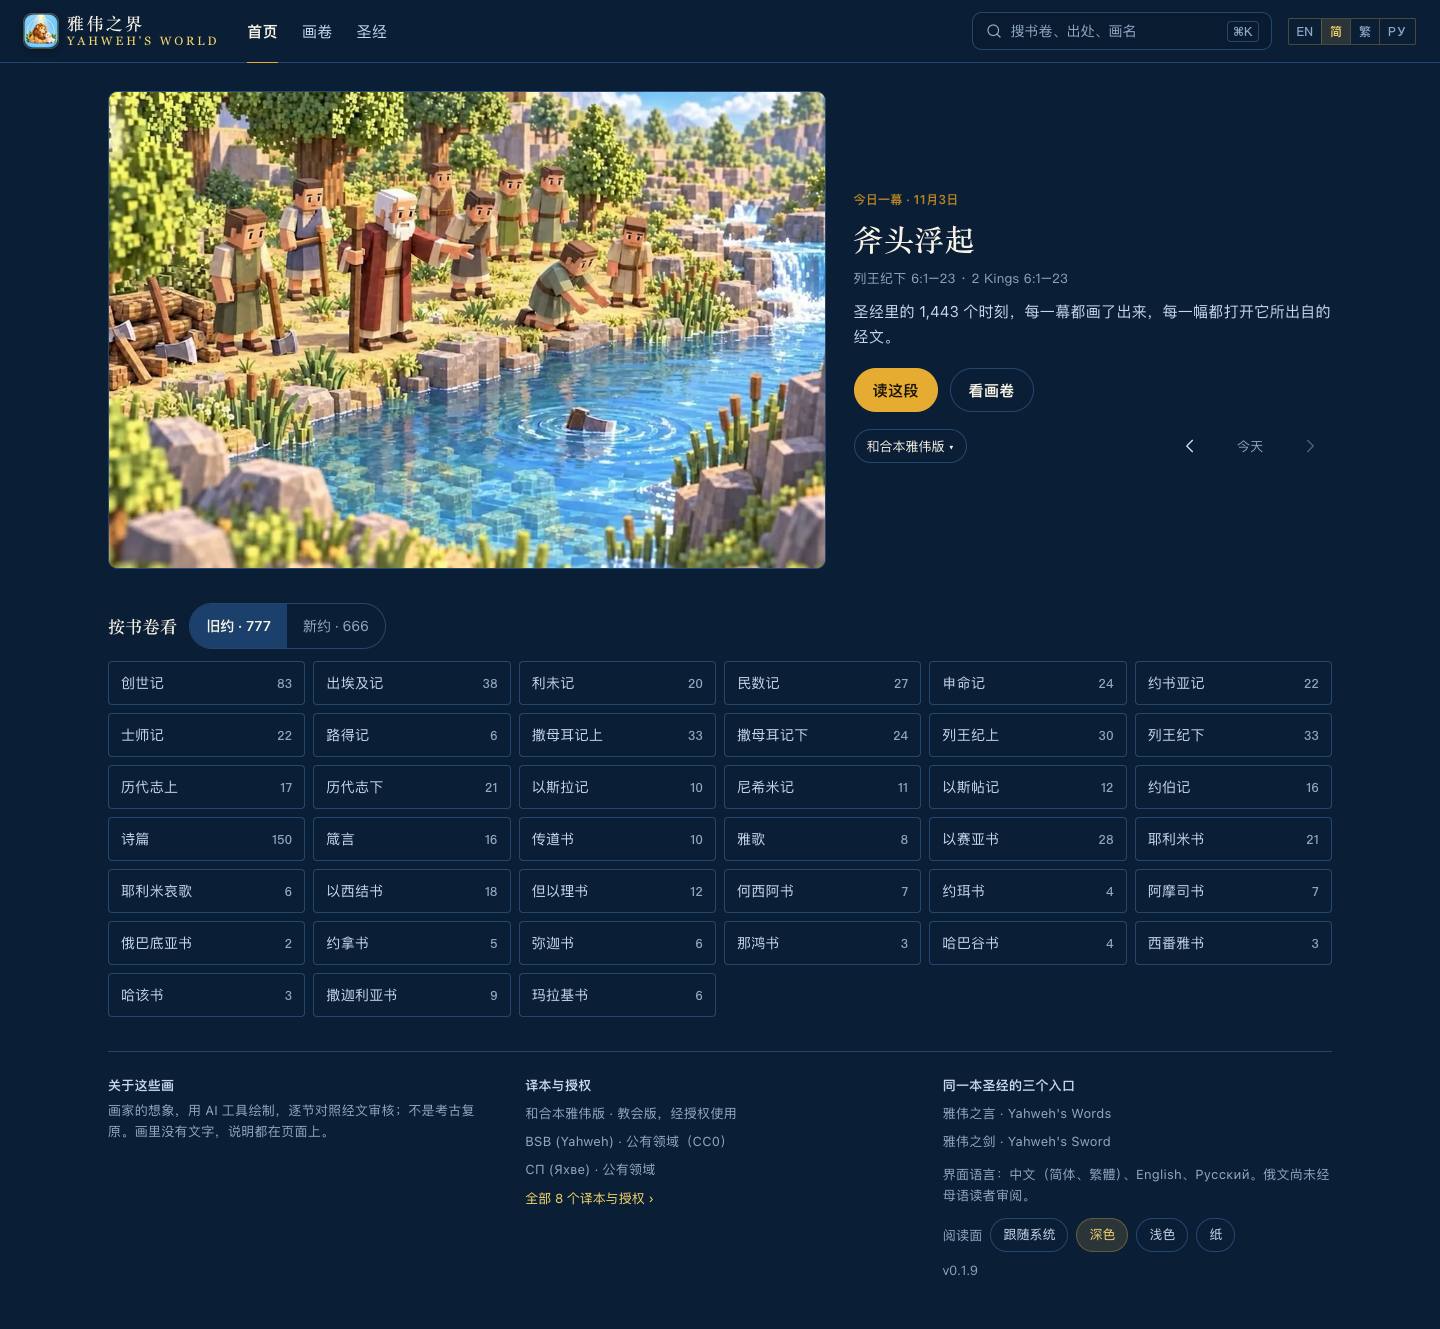 雅伟之界
YAHWEH'S WORLD
首页
画卷
圣经
搜书卷、出处、画名
⌘K
EN
简
繁
РУ
今日一幕 · 11月3日
斧头浮起
列王纪下 6:1–23 · 2 Kings 6:1–23
圣经里的 1,443 个时刻，每一幕都画了出来，每一幅都打开它所出自的
经文。
读这段
看画卷
和合本雅伟版 ▾
今天
按书卷看
旧约 · 777
新约 · 666
创世记 83
出埃及记 38
利未记 20
民数记 27
申命记 24
约书亚记 22
士师记 22
路得记 6
撒母耳记上 33
撒母耳记下 24
列王纪上 30
列王纪下 33
历代志上 17
历代志下 21
以斯拉记 10
尼希米记 11
以斯帖记 12
约伯记 16
诗篇 150
箴言 16
传道书 10
雅歌 8
以赛亚书 28
耶利米书 21
耶利米哀歌 6
以西结书 18
但以理书 12
何西阿书 7
约珥书 4
阿摩司书 7
俄巴底亚书 2
约拿书 5
弥迦书 6
那鸿书 3
哈巴谷书 4
西番雅书 3
哈该书 3
撒迦利亚书 9
玛拉基书 6
关于这些画
画家的想象，用 AI 工具绘制，逐节对照经文审核；不是考古复
原。画里没有文字，说明都在页面上。
译本与授权
和合本雅伟版 · 教会版，经授权使用
BSB (Yahweh) · 公有领域（CC0）
СП (Яхве) · 公有领域
全部 8 个译本与授权 ›
同一本圣经的三个入口
雅伟之言 · Yahweh's Words
雅伟之剑 · Yahweh's Sword
界面语言：中文（简体、繁體）、English、Русский。俄文尚未经
母语读者审阅。
阅读面
跟随系统
深色
浅色
纸
v0.1.9